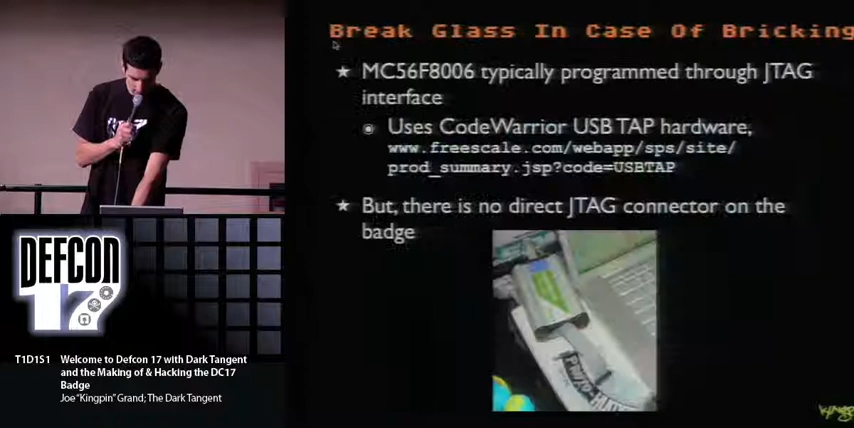 Break Glass In Case Of Bricking
★ MC56F8006 typically programmed through JTAG
interface
Uses CodeWarrior USB TAP hardware,
www.freescale.com/webapp/sps/site/
prod_summary.jsp?code=USBTAP
★ But, there is no direct JTAG connector on the
badge
DEFCON
17
T1D1S1 Welcome to Defcon 17 with Dark Tangent
and the Making of & Hacking the DC17
Badge
Joe "Kingpin" Grand; The Dark Tangent